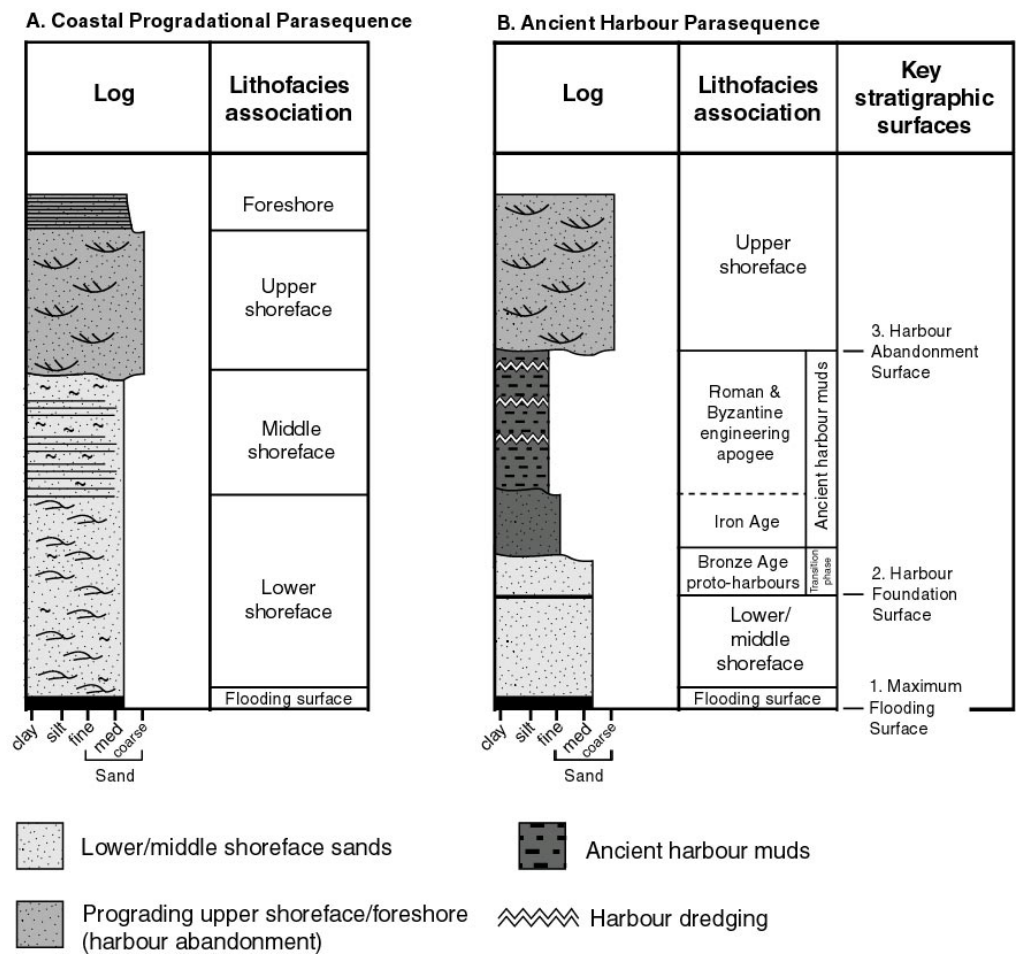 A. Coastal Progradational Parasequence
Log
Lithofacies
association
Foreshore
Upper
shoreface
Middle
shoreface
Lower
shoreface
Flooding surface
clay
silt
fine
med
coarse
Sand
B. Ancient Harbour Parasequence
Log
Lithofacies
association
Key
stratigraphic
surfaces
Upper
shoreface
3. Harbour
Abandonment
Surface
Roman &
Byzantine
engineering
apogee
Ancient harbour muds
Iron Age
Bronze Age
proto-harbours
Transition
phase
2. Harbour
Foundation
Surface
Lower/
middle
shoreface
Flooding surface
1. Maximum
Flooding
Surface
clay
silt
fine
med
coarse
Sand
Lower/middle shoreface sands
Ancient harbour muds
Prograding upper shoreface/foreshore
(harbour abandonment)
Harbour dredging